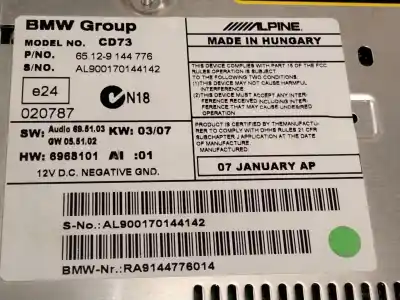 BMW Group
MODEL NO. CD73
P/NO. 65.12-9 144 776
S/NO. AL900170144142
e24
N18
020787
SW: Audio 69.51.03 KW: 03/07
GW 05.51.02
HW: 6965101 AI :01
12V D.C. NEGATIVE GND.
ALPINE
MADE IN HUNGARY
THIS DEVICE COMPLIES WITH PART 15 OF THE FCC
RULES OPERATION IS SUBJECT
TO THE FOLLOWING TWO CONDITIONS.
(1)THIS DEVICE MAY NOT CAUSE HARMFUL
INTERFERENCE.
(2)THIS DEVICE MUST ACCEPT ANY INTER-
FERENCE RECEIVED INCLUDING INTER-
FERENCE THAT MAY CAUSE UNDESIRED
OPERATION
PRODUCT IS CERTIFIED BY THE MANUFACTU-
RER TO COMPLY WITH DHHS RULES 21 CFR
SUBCHAPTER J APPLICABLE AT THE DATE
OF MANUFACTURE.
MANUFACTURED:
07 JANUARY AP
S-No.: AL900170144142
BMW-Nr: RA9144776014